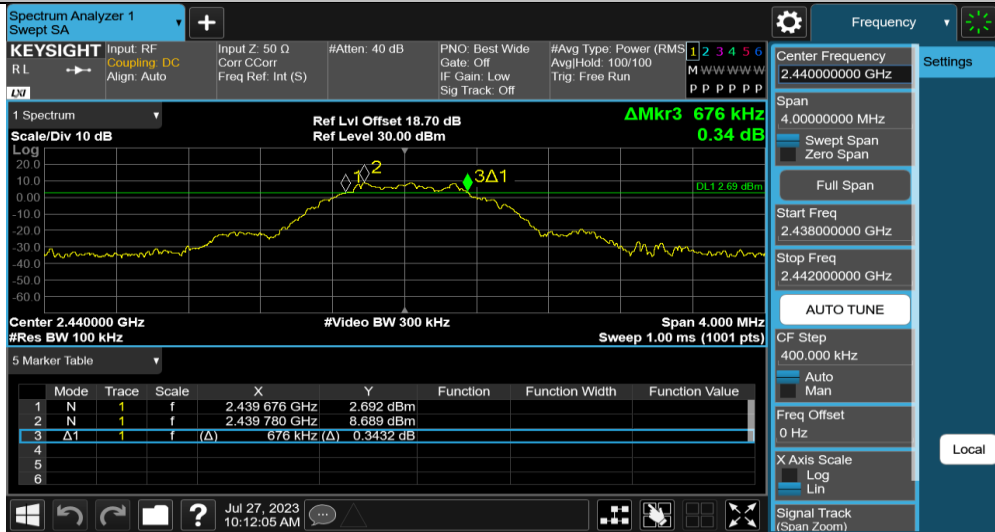 Spectrum Analyzer 1
Swept SA
Frequency
KEYSIGHT
R L
LXI
Input: RF
Coupling: DC
Align: Auto
Input Z: 50 Ω
Corr CCorr
Freq Ref: Int (S)
#Atten: 40 dB
PNO: Best Wide
Gate: Off
IF Gain: Low
Sig Track: Off
#Avg Type: Power (RMS
Avg|Hold: 100/100
Trig: Free Run
1 2 3 4 5 6
M W W W W W
P P P P P P
1 Spectrum
Scale/Div 10 dB
Ref Lvl Offset 18.70 dB
Ref Level 30.00 dBm
ΔMkr3 676 kHz
0.34 dB
Log
20.0
10.0
0.00
-10.0
-20.0
-30.0
-40.0
-50.0
-60.0
1
2
3Δ1
DL1 2.69 dBm
Center 2.440000 GHz
#Video BW 300 kHz
Span 4.000 MHz
#Res BW 100 kHz
Sweep 1.00 ms (1001 pts)
5 Marker Table
Mode Trace Scale X Y Function Function Width Function Value
1 N 1 f 2.439 676 GHz 2.692 dBm
2 N 1 f 2.439 780 GHz 8.689 dBm
3 Δ1 1 f (Δ) 676 kHz (Δ) 0.3432 dB
4
5
6
Jul 27, 2023
10:12:05 AM
Center Frequency
2.440000000 GHz
Span
4.00000000 MHz
Swept Span
Zero Span
Full Span
Start Freq
2.438000000 GHz
Stop Freq
2.442000000 GHz
AUTO TUNE
CF Step
400.000 kHz
Auto
Man
Freq Offset
0 Hz
X Axis Scale
Log
Lin
Signal Track
(Span Zoom)
Settings
Local